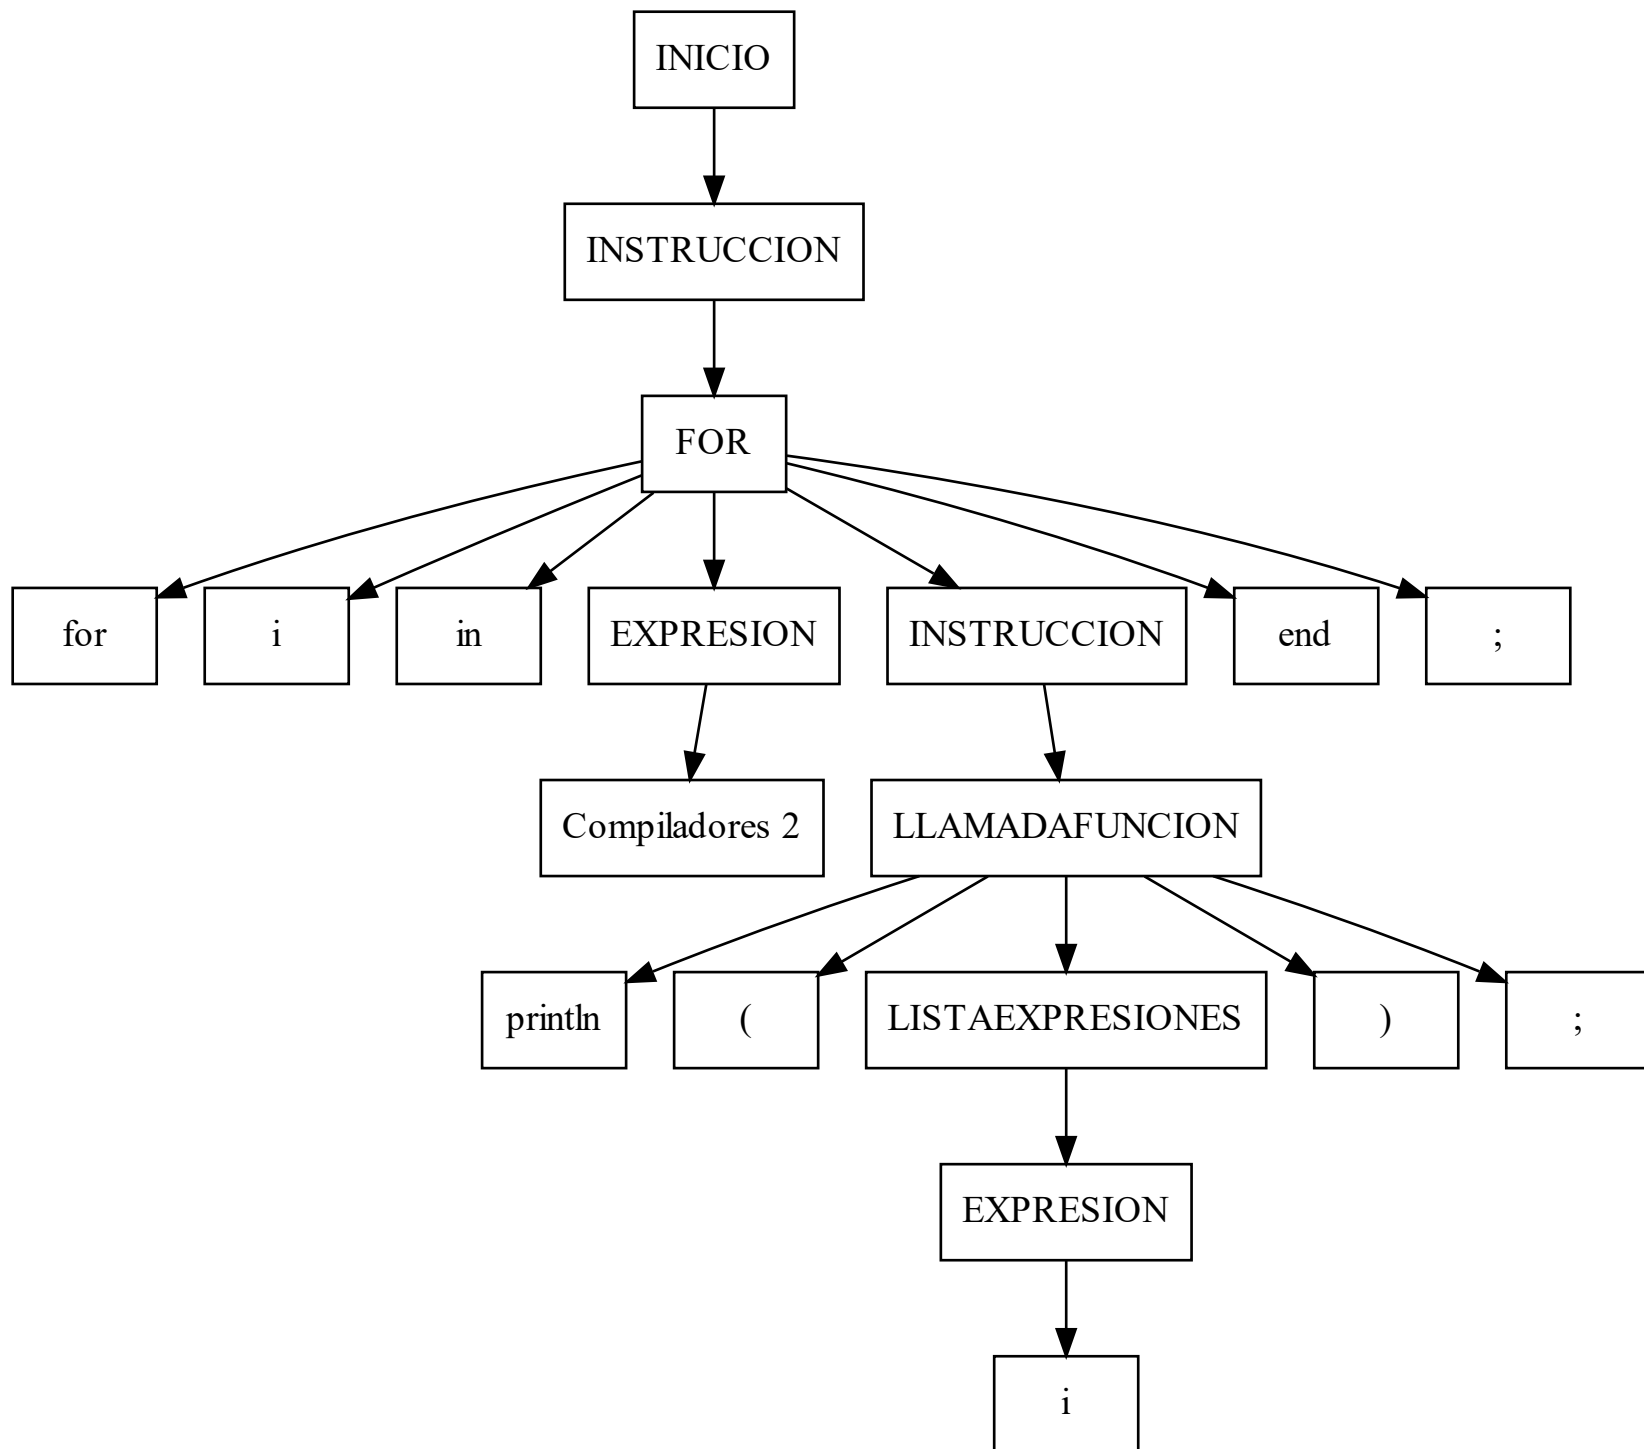 INICIO
INSTRUCCION
FOR
for
i
in
EXPRESION
INSTRUCCION
end
;
Compiladores 2
LLAMADAFUNCION
println
(
LISTAEXPRESIONES
)
;
EXPRESION
i